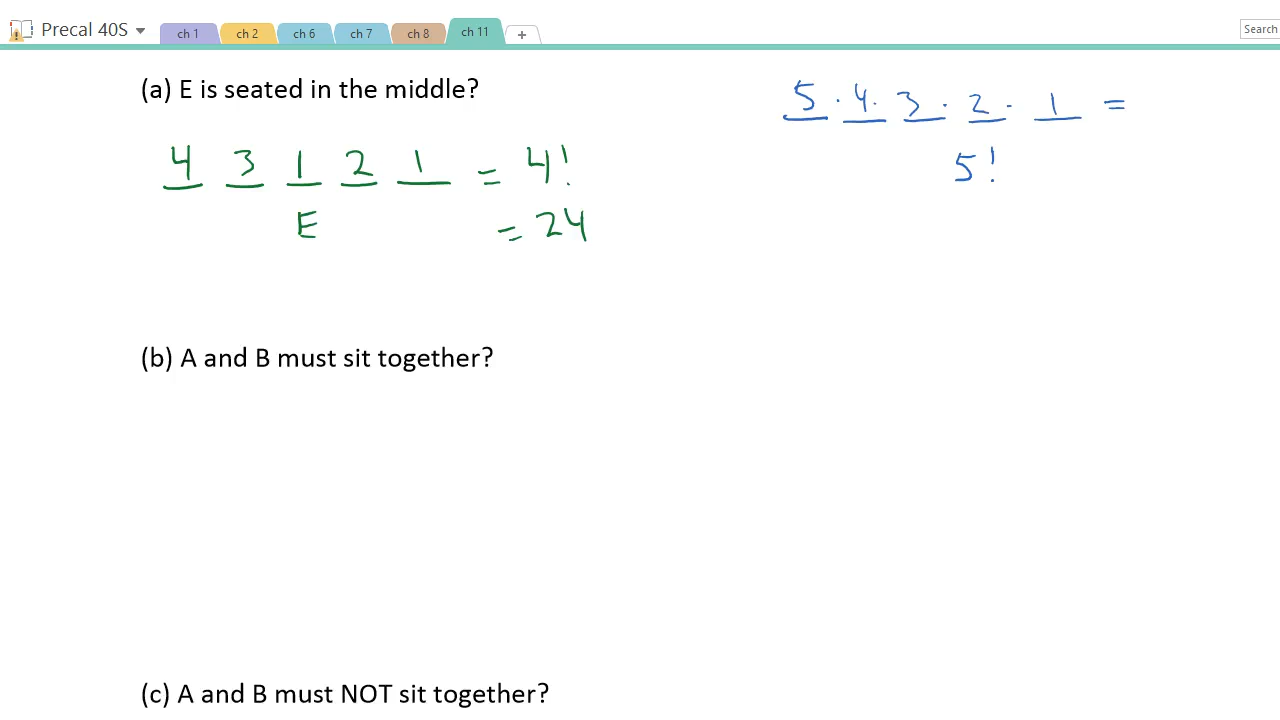 Precal 40S ch 1 ch 2 ch 6 ch 7 ch 8 ch 11 + Search
(a) E is seated in the middle?
5 · 4 · 3 · 2 · 1 =
5!
4 3 1 2 1 = 4!
E = 24
(b) A and B must sit together?
(c) A and B must NOT sit together?